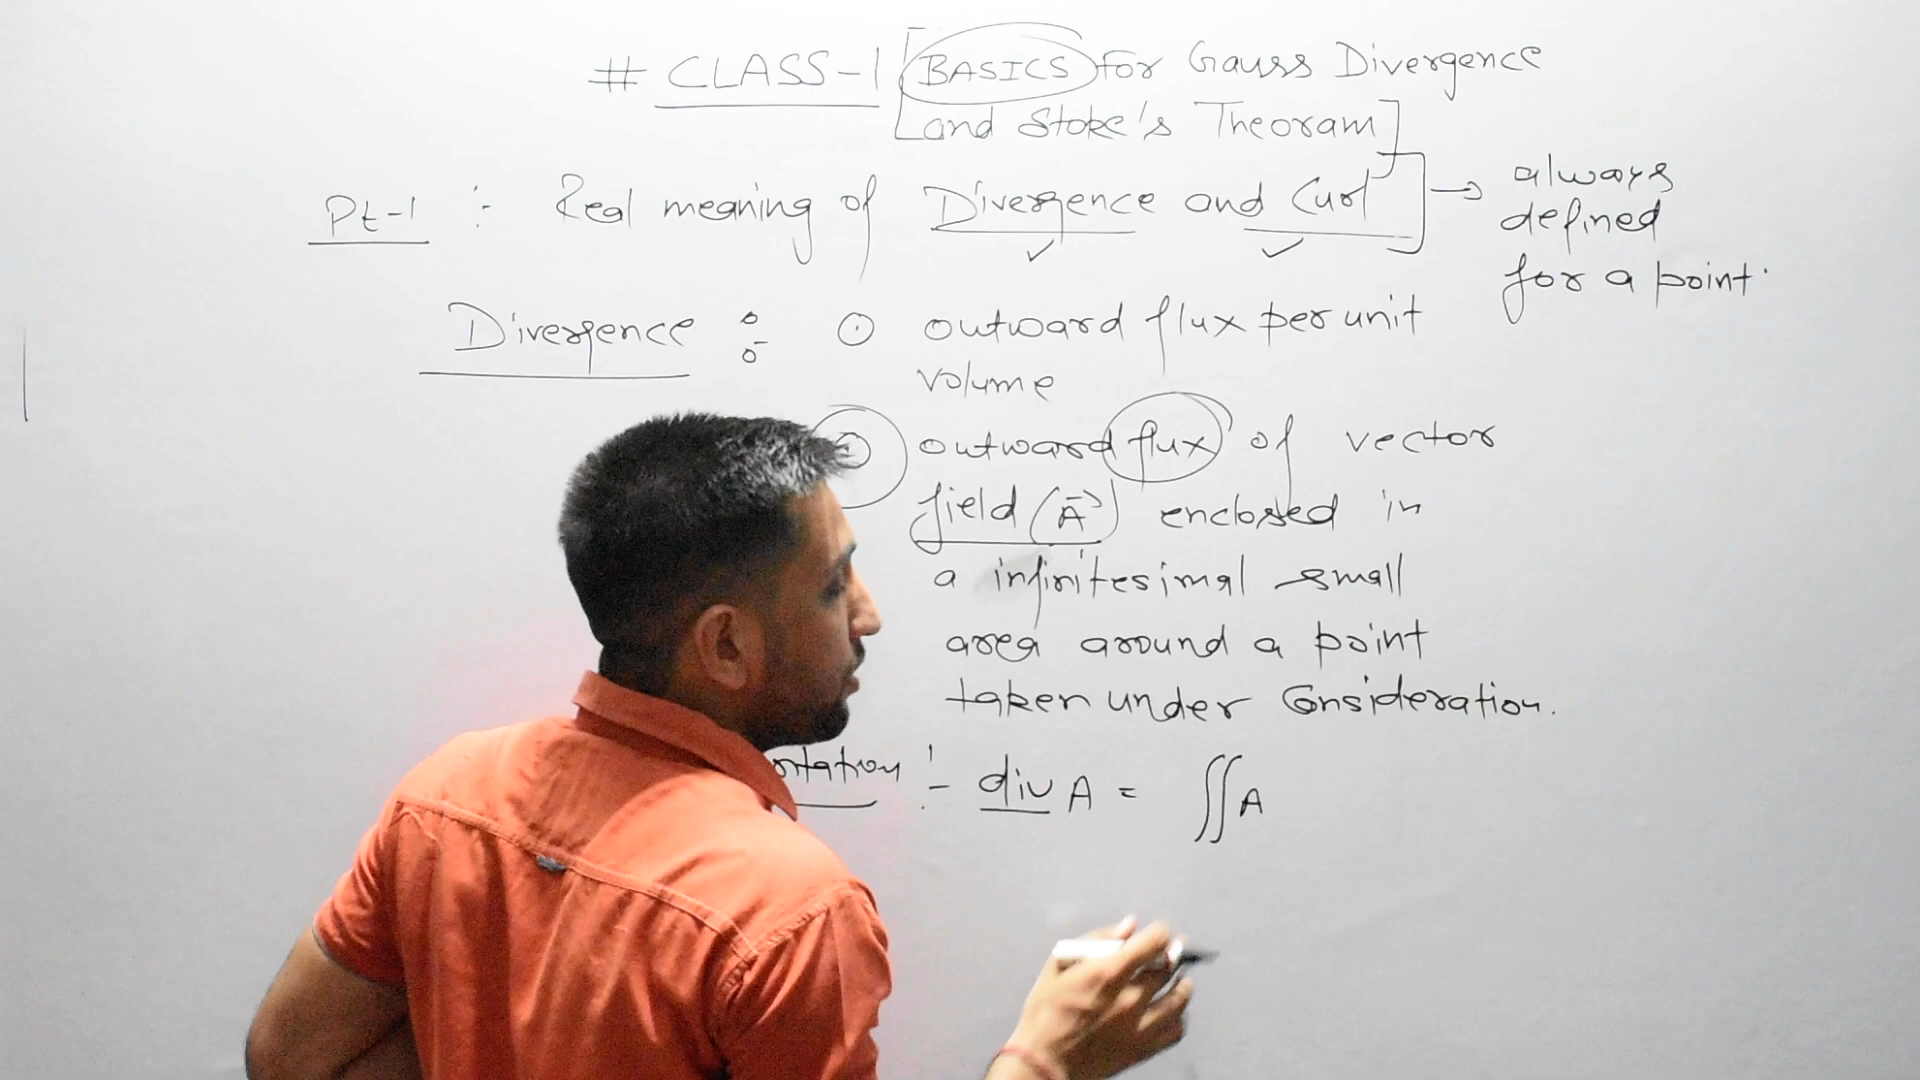 # CLASS-1 [BASICS for Gauss Divergence
and Stoke's Theoram]
Pt-1 :- Real meaning of Divergence and Curl] → always
defined
for a point.
Divergence :- ⊙ outward flux per unit
volume
outward flux of vector
field (A⃗) enclosed in
a infinitesimal small
area around a point
taken under Consideration.
:- div A = ∬A